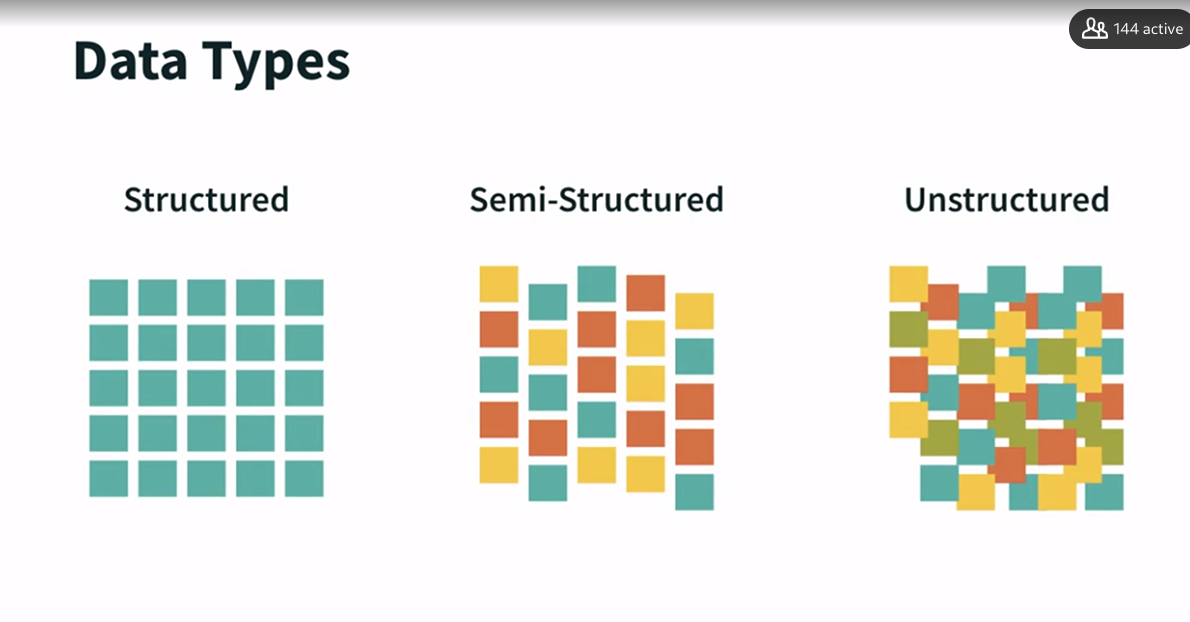 144 active
Data Types
Structured
Semi-Structured
Unstructured